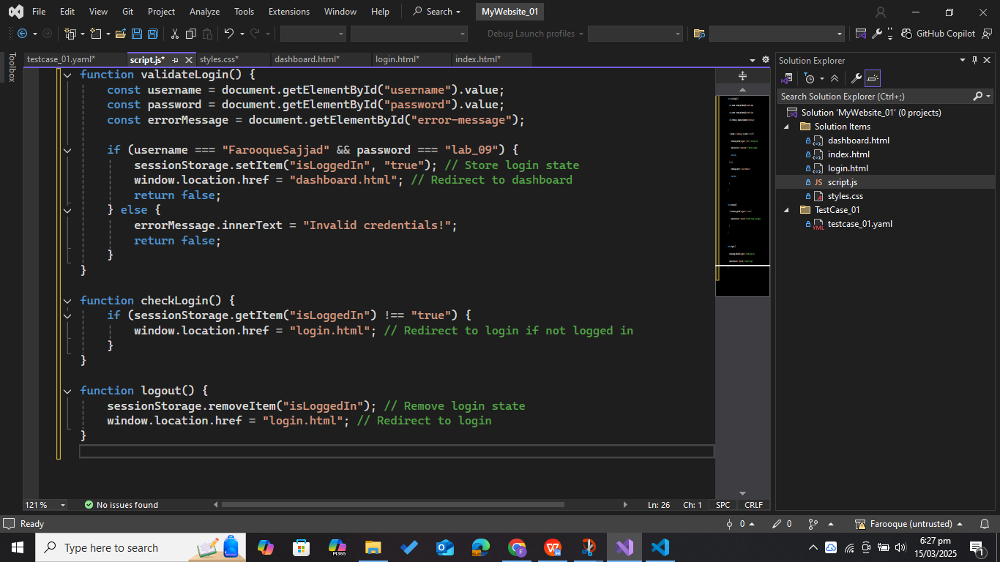 File Edit View Git Project Analyze Tools Extensions Window Help Search MyWebsite_01
Debug Launch profiles GitHub Copilot
Toolbox
testcase_01.yaml* script.js* styles.css* dashboard.html* login.html* index.html*
function validateLogin() {
const username = document.getElementById("username").value;
const password = document.getElementById("password").value;
const errorMessage = document.getElementById("error-message");
if (username === "FarooqueSajjad" && password === "lab_09") {
sessionStorage.setItem("isLoggedIn", "true"); // Store login state
window.location.href = "dashboard.html"; // Redirect to dashboard
return false;
} else {
errorMessage.innerText = "Invalid credentials!";
return false;
}
}
function checkLogin() {
if (sessionStorage.getItem("isLoggedIn") !== "true") {
window.location.href = "login.html"; // Redirect to login if not logged in
}
}
function logout() {
sessionStorage.removeItem("isLoggedIn"); // Remove login state
window.location.href = "login.html"; // Redirect to login
}
Solution Explorer
Search Solution Explorer (Ctrl+;)
Solution 'MyWebsite_01' (0 projects)
Solution Items
dashboard.html
index.html
login.html
JS script.js
styles.css
TestCase_01
YML testcase_01.yaml
121 % No issues found Ln: 26 Ch: 1 SPC CRLF
Ready 0 0 Farooque (untrusted)
Type here to search M365 6:27 pm
15/03/2025 1